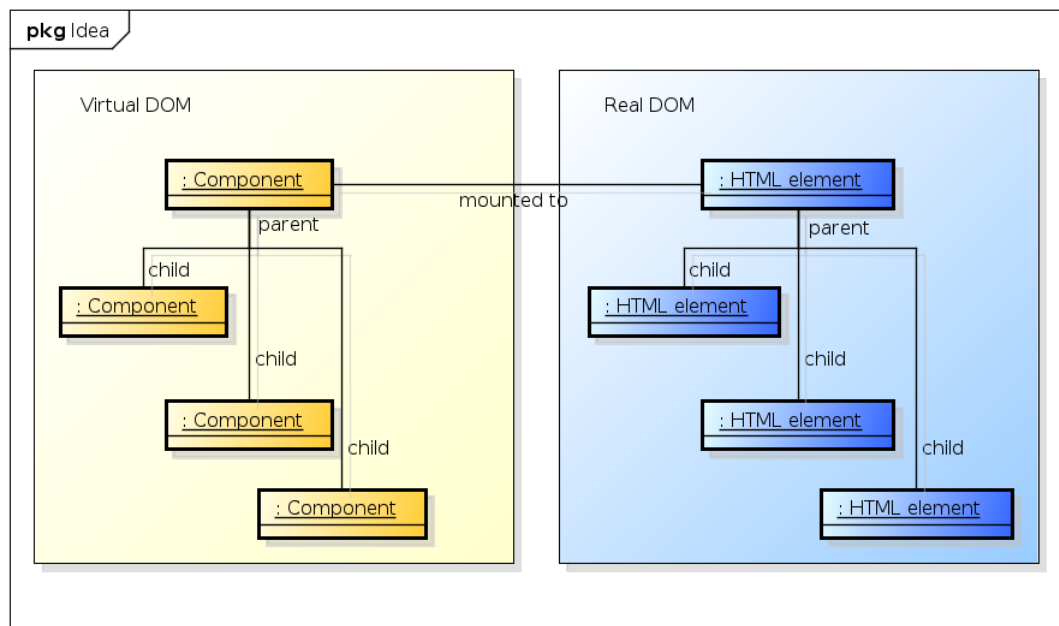 pkg Idea
Virtual DOM
Real DOM
: Component
: HTML element
mounted to
parent
parent
child
child
: Component
: HTML element
child
child
: Component
: HTML element
child
child
: Component
: HTML element